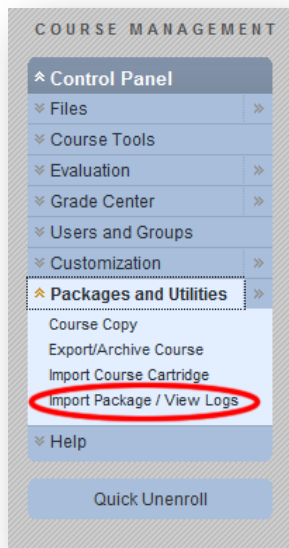 COURSE MANAGEMENT
Control Panel
Files
Course Tools
Evaluation
Grade Center
Users and Groups
Customization
Packages and Utilities
Course Copy
Export/Archive Course
Import Course Cartridge
Import Package / View Logs
Help
Quick Unenroll